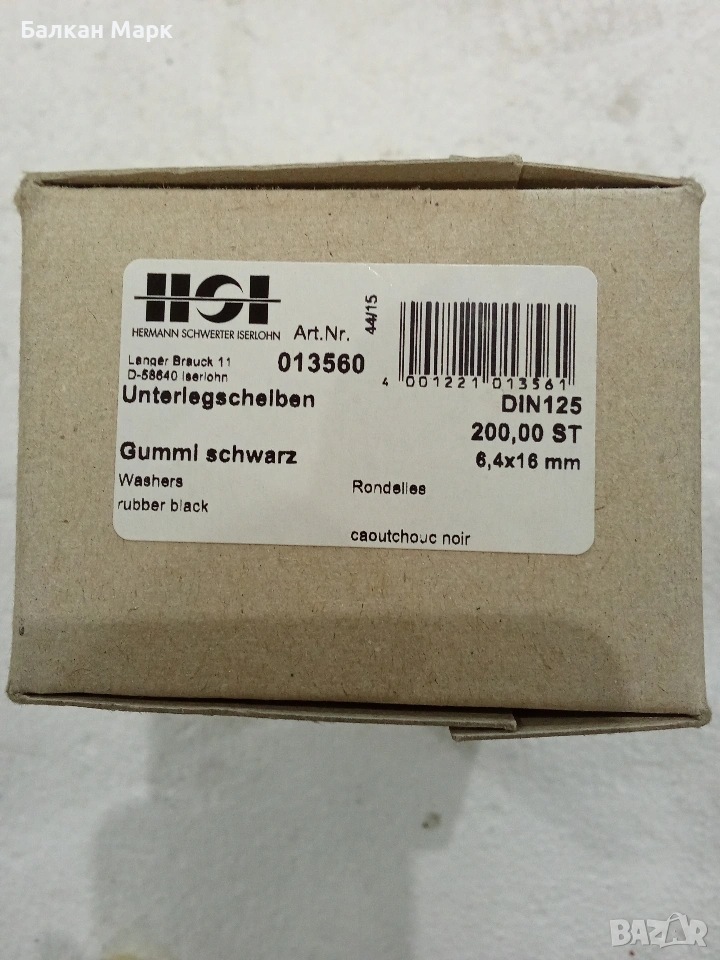 Балкан Марк
HSI
HERMANN SCHWERTER ISERLOHN
Art.Nr.
44/15
Langer Brauck 11
D-58640 Iserlohn
013560
4 001221 013561
Unterlegscheiben
DIN125
200,00 ST
Gummi schwarz
6,4x16 mm
Washers
Rondelles
rubber black
caoutchouc noir
BAZAR